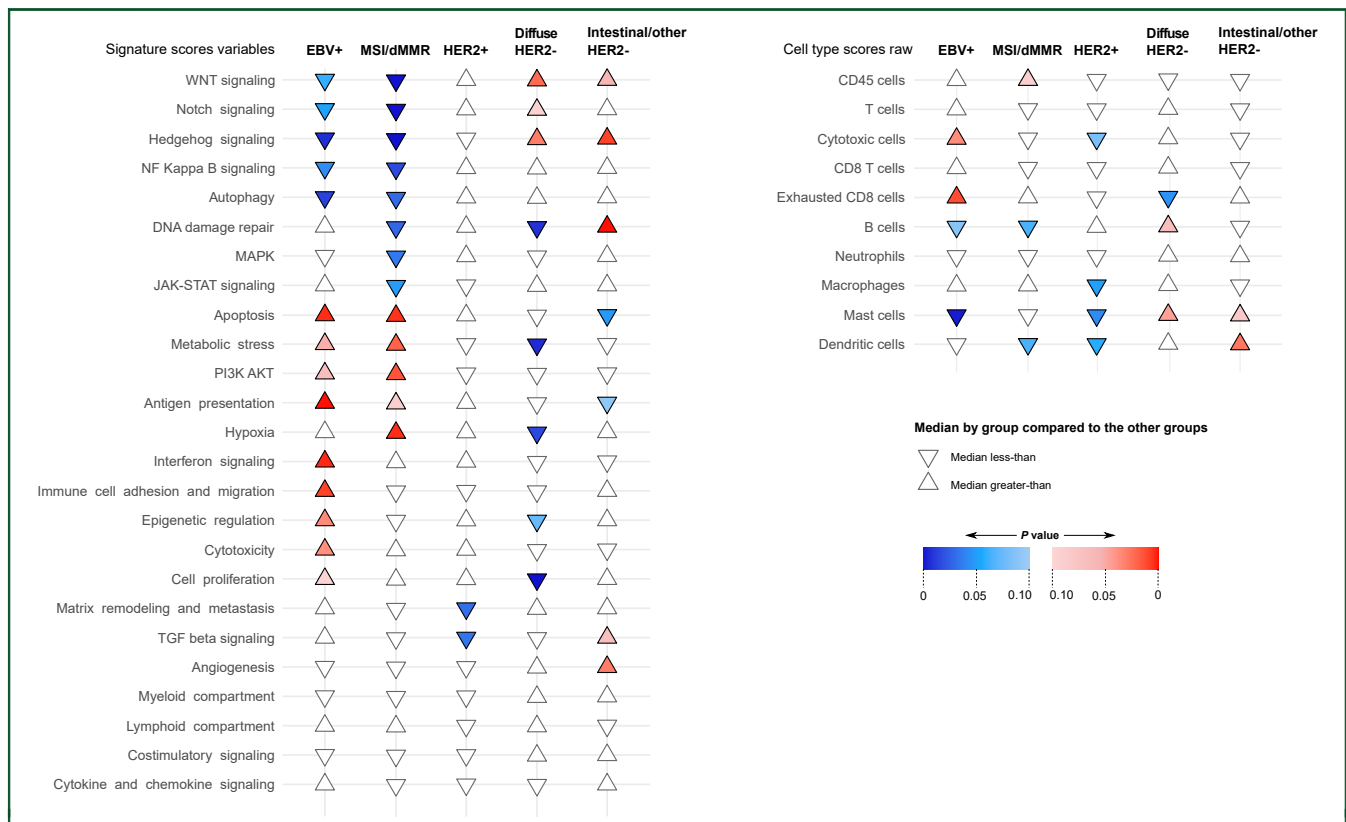 Signature scores variables
EBV+
MSI/dMMR
HER2+
Diffuse
HER2-
Intestinal/other
HER2-
WNT signaling
Notch signaling
Hedgehog signaling
NF Kappa B signaling
Autophagy
DNA damage repair
MAPK
JAK-STAT signaling
Apoptosis
Metabolic stress
PI3K AKT
Antigen presentation
Hypoxia
Interferon signaling
Immune cell adhesion and migration
Epigenetic regulation
Cytotoxicity
Cell proliferation
Matrix remodeling and metastasis
TGF beta signaling
Angiogenesis
Myeloid compartment
Lymphoid compartment
Costimulatory signaling
Cytokine and chemokine signaling
Cell type scores raw
EBV+
MSI/dMMR
HER2+
Diffuse
HER2-
Intestinal/other
HER2-
CD45 cells
T cells
Cytotoxic cells
CD8 T cells
Exhausted CD8 cells
B cells
Neutrophils
Macrophages
Mast cells
Dendritic cells
Median by group compared to the other groups
Median less-than
Median greater-than
P value
0 0.05 0.10 0.10 0.05 0